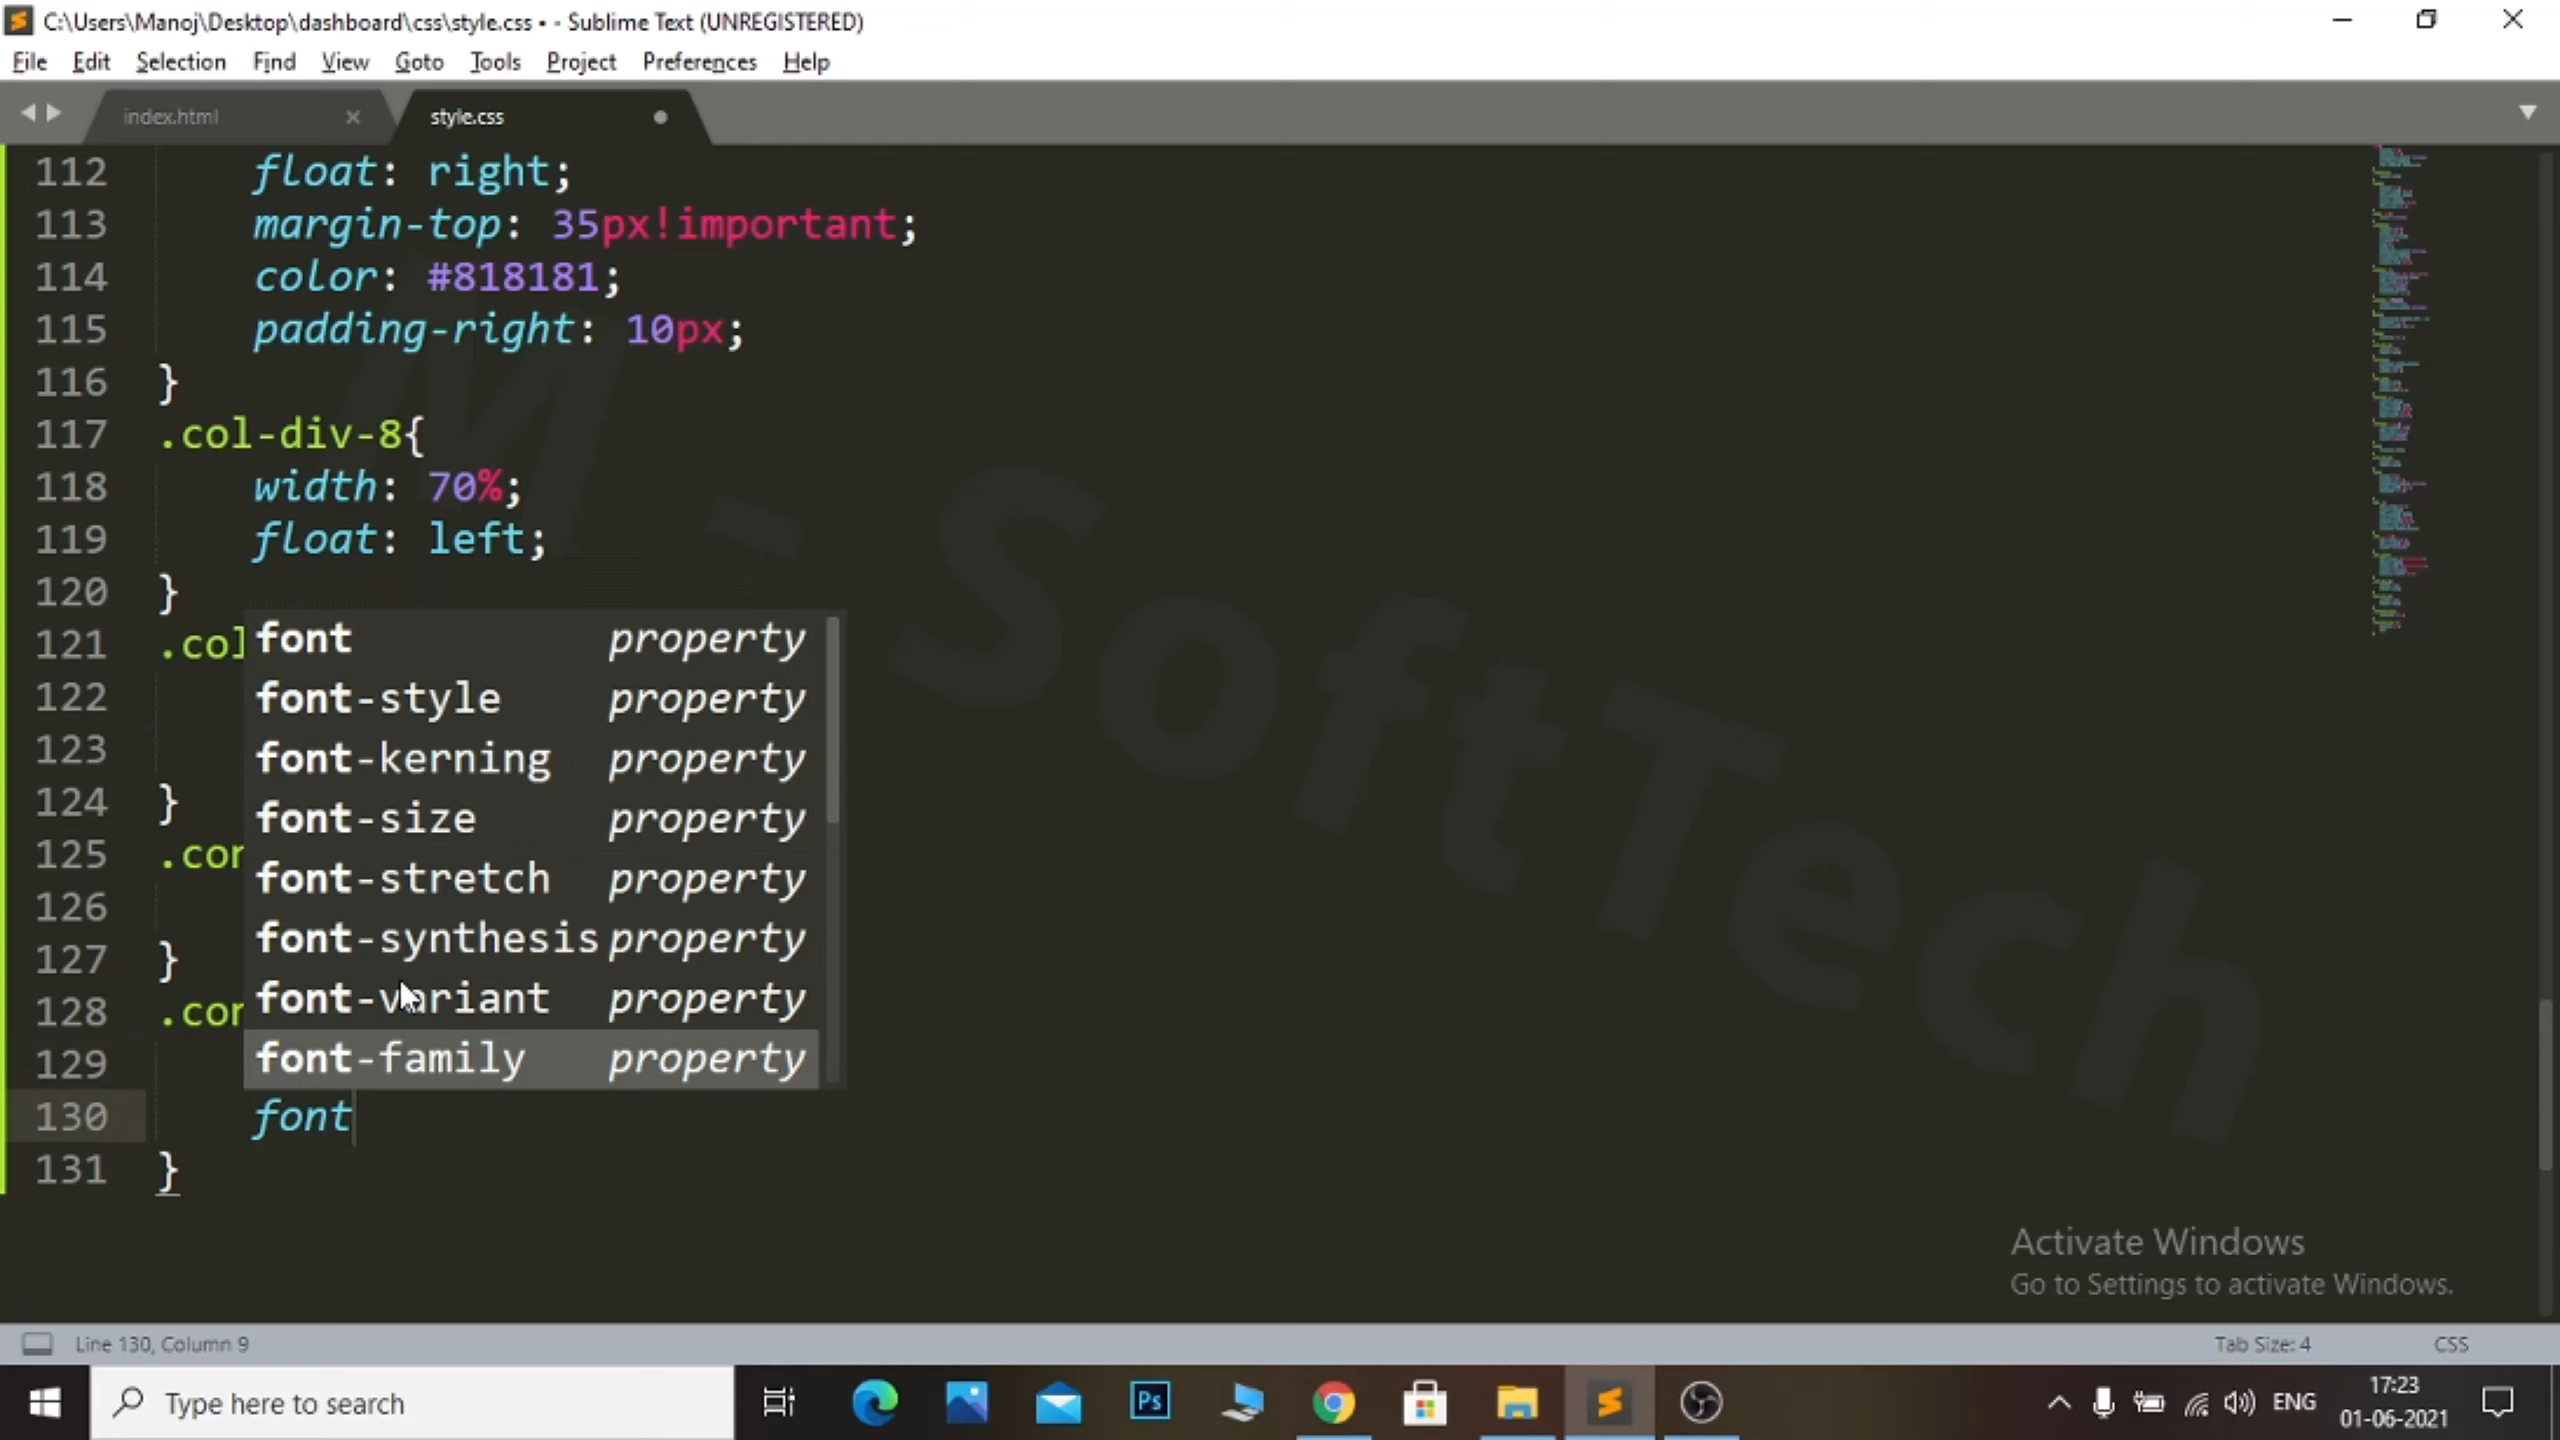 C:\Users\Manoj\Desktop\dashboard\css\style.css • - Sublime Text (UNREGISTERED)
File Edit Selection Find View Goto Tools Project Preferences Help
index.html × style.css
112 float: right;
113 margin-top: 35px!important;
114 color: #818181;
115 padding-right: 10px;
116 }
117 .col-div-8{
118 width: 70%;
119 float: left;
120 }
121 .col
122
123
124 }
125 .con
126
127 }
128 .con
129
130 font
131 }
font property
font-style property
font-kerning property
font-size property
font-stretch property
font-synthesis property
font-variant property
font-family property
M - SoftTech
Activate Windows
Go to Settings to activate Windows.
Line 130, Column 9
Tab Size: 4
CSS
Type here to search
Ps
ENG
17:23
01-06-2021